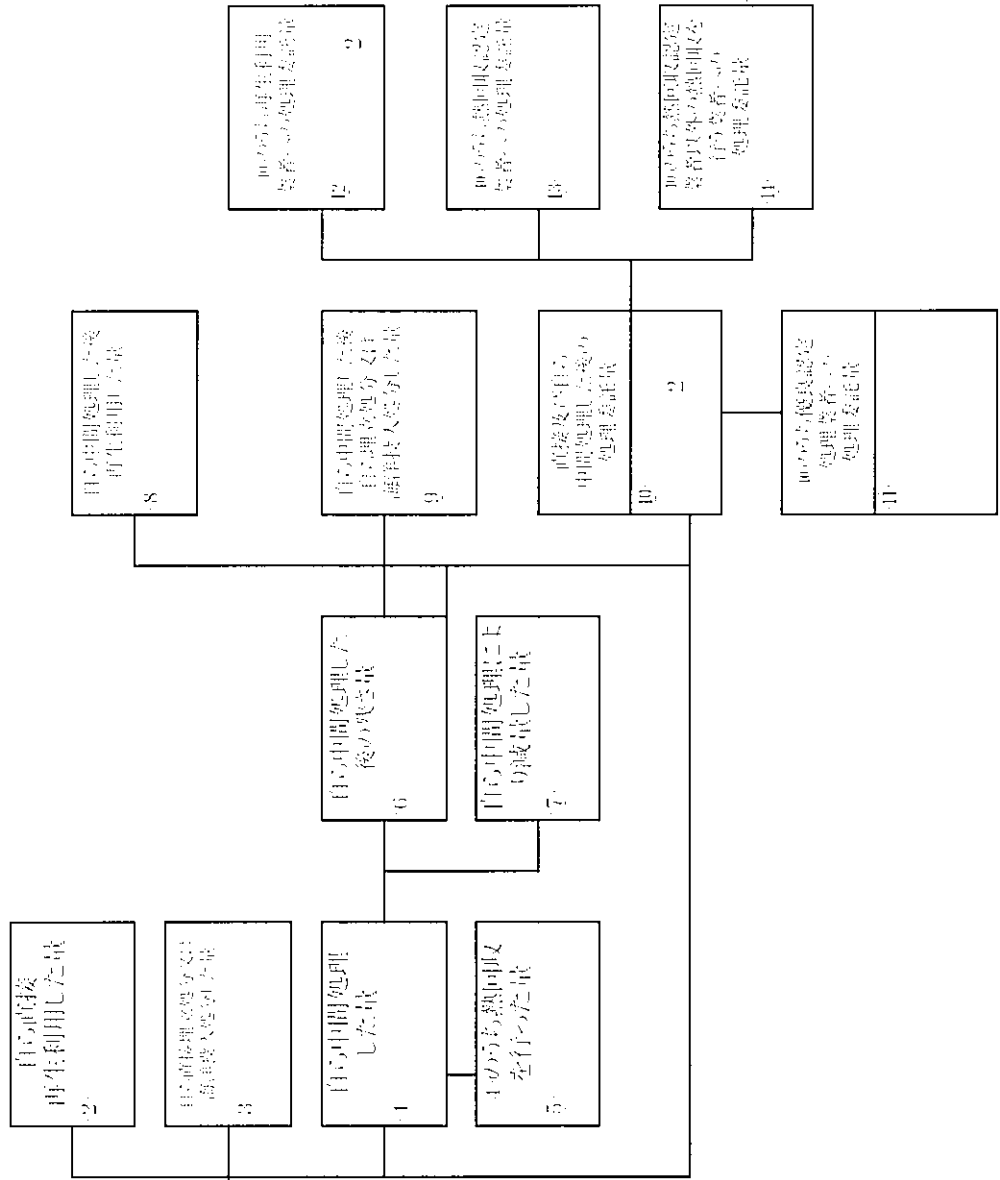 自ら直接
再生利用した量
②
自ら直接埋立処分又は
海洋投入処分した量
③
自ら中間処理
した量
④
④のうち熱回収
を行った量
⑤
自ら中間処理した
後の残さ量
⑥
自ら中間処理によ
り減量した量
⑦
自ら中間処理した後
再生利用した量
⑧
自ら中間処理した後
自ら埋立処分又は
海洋投入処分した量
⑨
直接及び自ら
中間処理した後の
処理委託量
⑩
2
⑩のうち優良認定
処理業者への
処理委託量
⑪
⑩のうち再生利用
業者への処理委託量
⑫
2
⑩のうち熱回収認定
業者への処理委託量
⑬
⑩のうち熱回収認定
業者以外の熱回収を
行う業者への
処理委託量
⑭